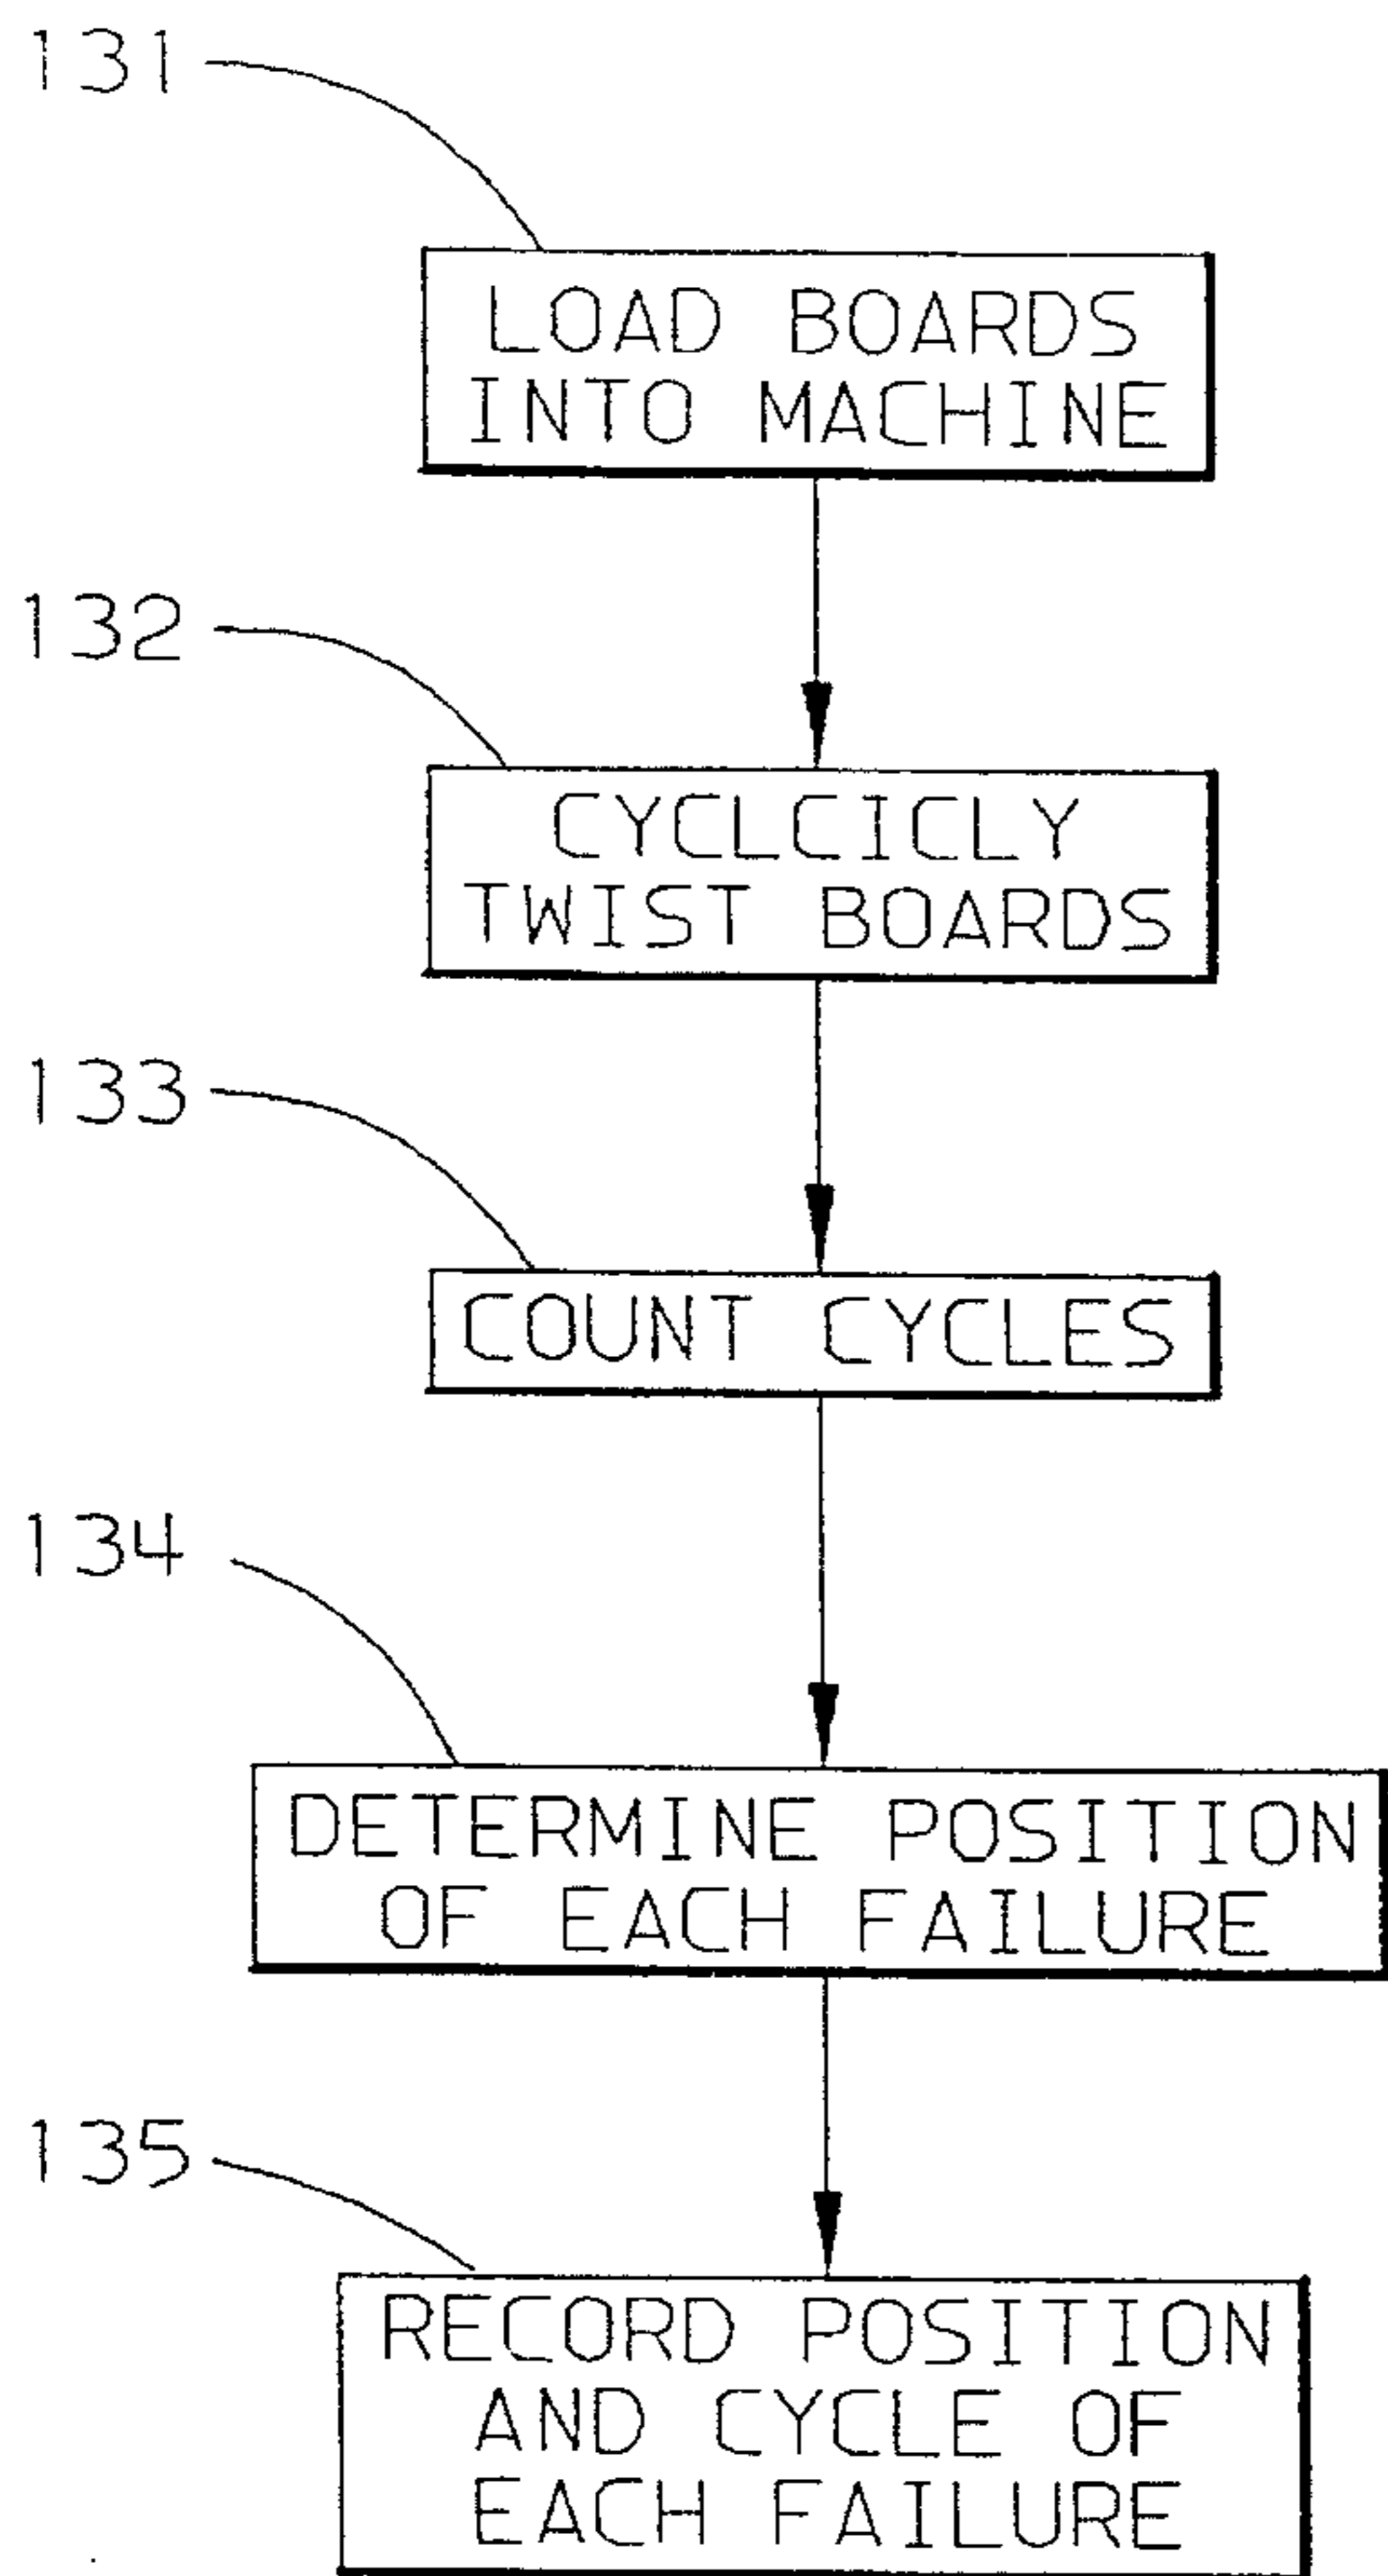 131
LOAD BOARDS
INTO MACHINE
132
CYCLCICLY
TWIST BOARDS
133
COUNT CYCLES
134
DETERMINE POSITION
OF EACH FAILURE
135
RECORD POSITION
AND CYCLE OF
EACH FAILURE